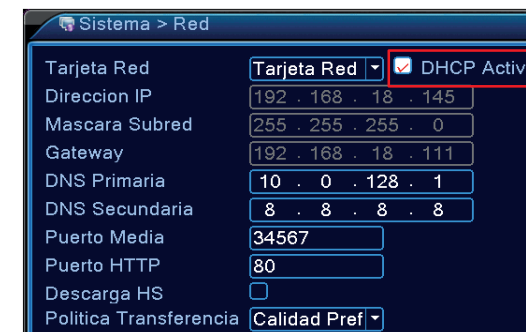 Sistema > Red
Tarjeta Red Tarjeta Red DHCP Activ
Direccion IP 192 . 168 . 18 . 145
Mascara Subred 255 . 255 . 255 . 0
Gateway 192 . 168 . 18 . 111
DNS Primaria 10 . 0 . 128 . 1
DNS Secundaria 8 . 8 . 8 . 8
Puerto Media 34567
Puerto HTTP 80
Descarga HS
Politica Transferencia Calidad Pref